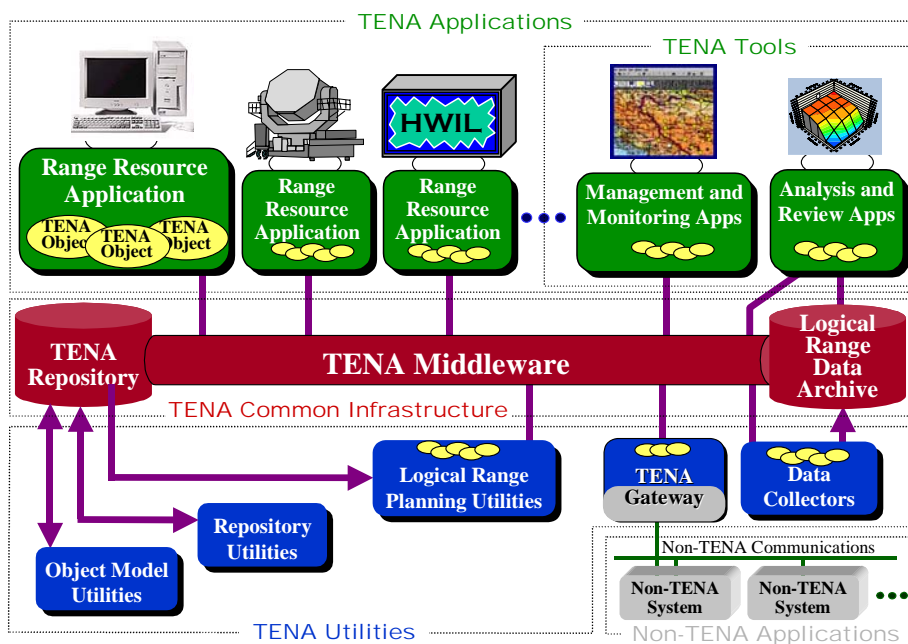 TENA Applications
TENA Tools
HWIL
Range Resource
Application
TENA
Object
TENA
Object
TENA
Object
Range
Resource
Application
Range
Resource
Application
Management and
Monitoring Apps
Analysis and
Review Apps
TENA
Repository
TENA Middleware
Logical
Range
Data
Archive
TENA Common Infrastructure
Logical Range
Planning Utilities
TENA
Gateway
Data
Collectors
Repository
Utilities
Object Model
Utilities
Non-TENA Communications
Non-TENA
System
Non-TENA
System
TENA Utilities
Non-TENA Applications